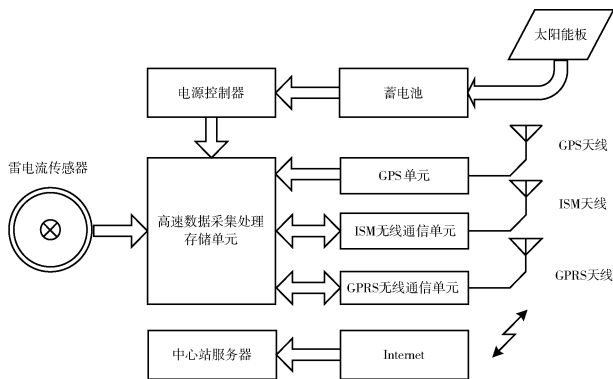 太阳能板
电源控制器
蓄电池
GPS天线
雷电流传感器
GPS单元
ISM天线
高速数据采集处理
存储单元
ISM无线通信单元
GPRS天线
GPRS无线通信单元
中心站服务器
Internet